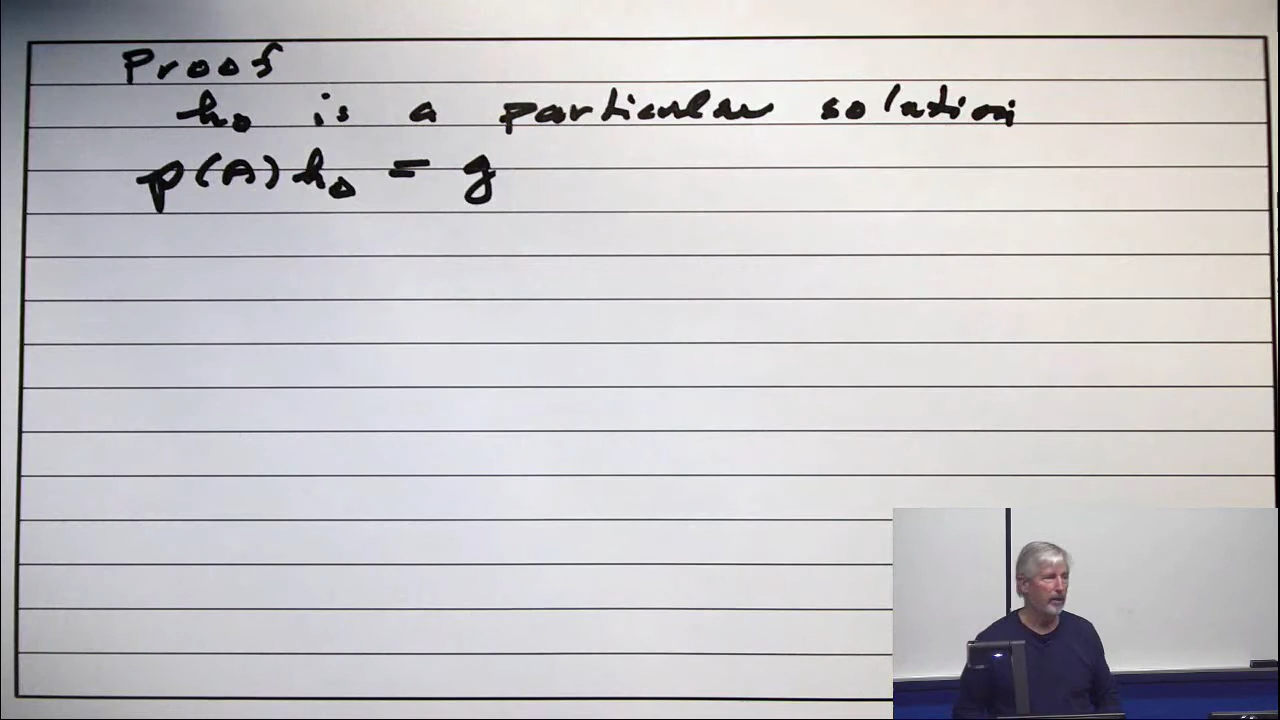 Proof
h₀ is a particular solution
p(A)h₀ = g